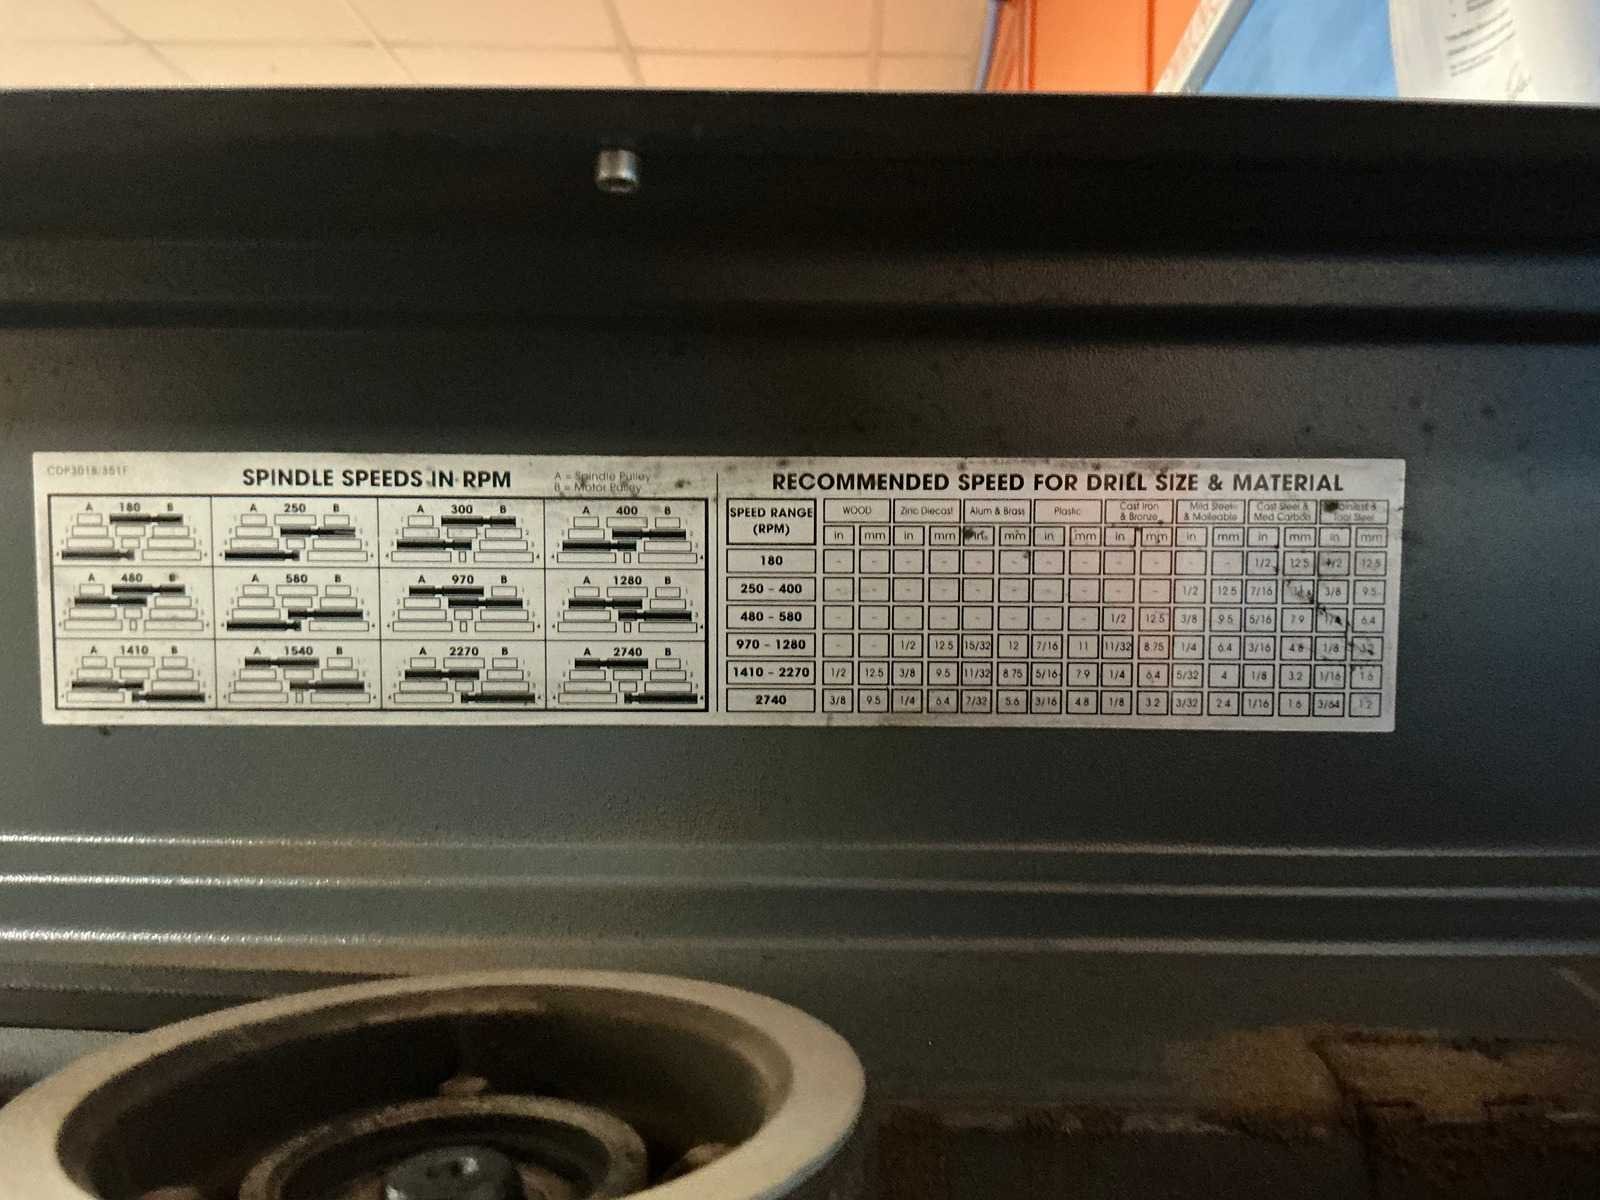 CDP301B/351F
SPINDLE SPEEDS IN RPM
A = Spindle Pulley
B = Motor Pulley
A 180 B
A 250 B
A 300 B
A 400 B
A 480 B
A 580 B
A 970 B
A 1280 B
A 1410 B
A 1540 B
A 2270 B
A 2740 B
RECOMMENDED SPEED FOR DRILL SIZE & MATERIAL
SPEED RANGE (RPM) WOOD Zinc Diecast Alum & Brass Plastic Cast Iron & Bronze Mild Steel & Malleable Cast Steel & Med Carbon Stainless & Tool Steel
in mm in mm in mm in mm in mm in mm in mm in mm
180 - - - - - - - - - - - - 1/2 12.5 1/2 12.5
250 - 400 - - - - - - - - - - 1/2 12.5 7/16 3/8 9.5
480 - 580 - - - - - - - - 1/2 12.5 3/8 9.5 5/16 7.9 1/4 6.4
970 - 1280 - - 1/2 12.5 15/32 12 7/16 11 11/32 8.75 1/4 6.4 3/16 4.8 1/8 3.2
1410 - 2270 1/2 12.5 3/8 9.5 11/32 8.75 5/16 7.9 1/4 6.4 5/32 4 1/8 3.2 1/16 1.6
2740 3/8 9.5 1/4 6.4 7/32 5.6 3/16 4.8 1/8 3.2 3/32 2.4 1/16 1.6 3/64 1.2